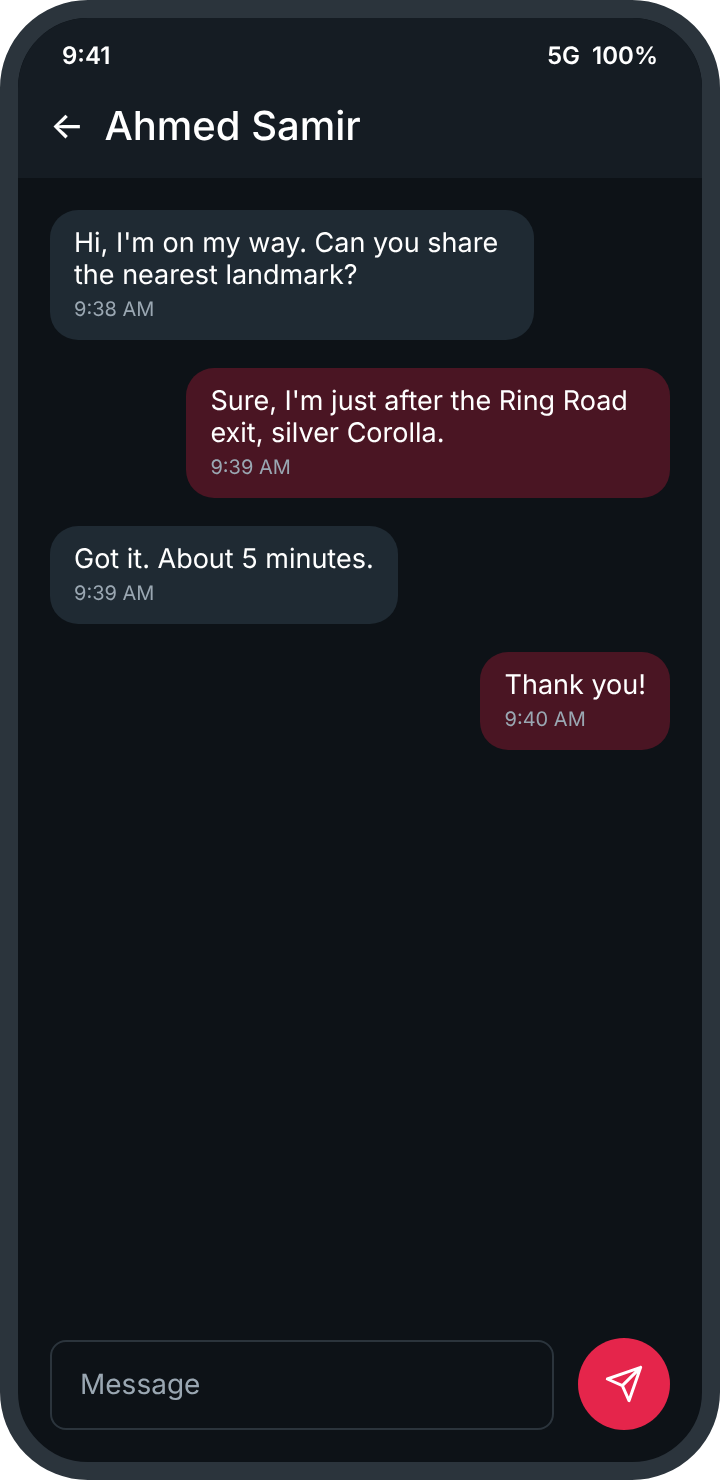 9:41
5G 100%
Ahmed Samir
Hi, I'm on my way. Can you share
the nearest landmark?
9:38 AM
Sure, I'm just after the Ring Road
exit, silver Corolla.
9:39 AM
Got it. About 5 minutes.
9:39 AM
Thank you!
9:40 AM
Message